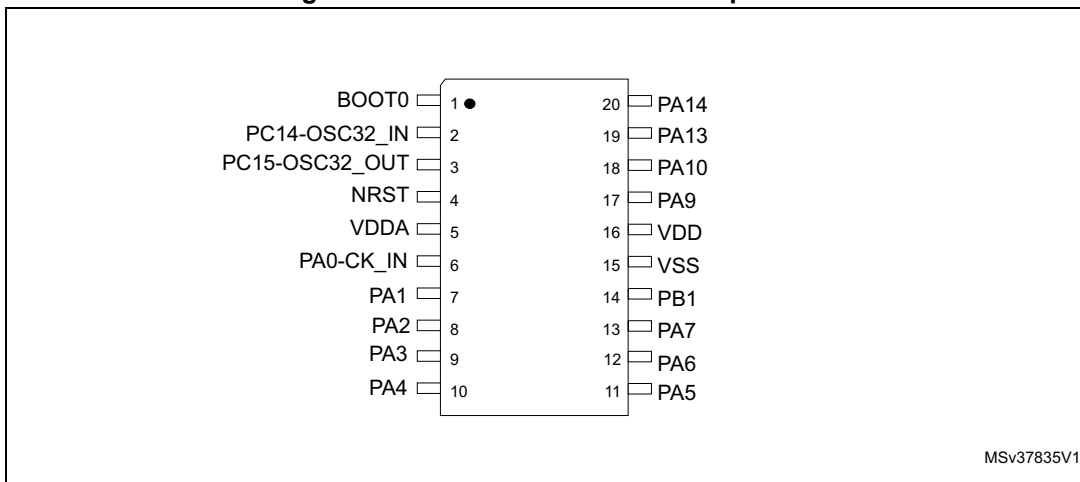 BOOT0 1 20 PA14
PC14-OSC32_IN 2 19 PA13
PC15-OSC32_OUT 3 18 PA10
NRST 4 17 PA9
VDDA 5 16 VDD
PA0-CK_IN 6 15 VSS
PA1 7 14 PB1
PA2 8 13 PA7
PA3 9 12 PA6
PA4 10 11 PA5
MSv37835V1